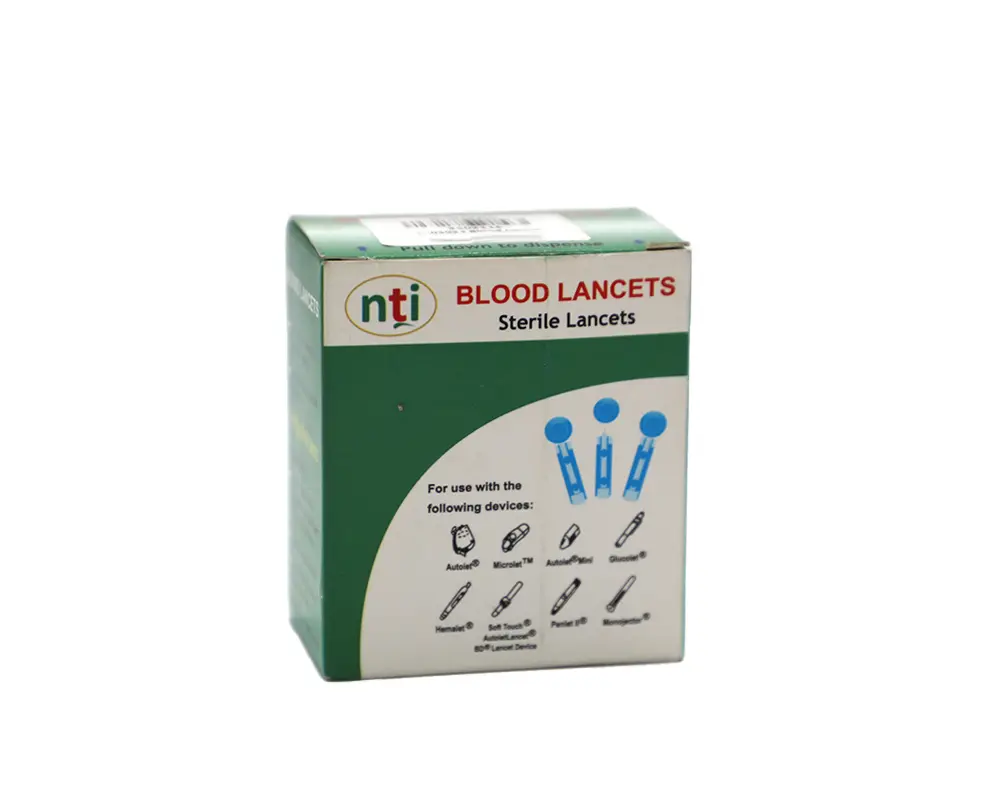 Pull down to dispense
nti
BLOOD LANCETS
Sterile Lancets
For use with the
following devices:
Autolet® Microlet™ Autolet®Mini Glucolet®
Hemalet® Soft Touch® Penlet II® Monojector®
AutoletLancet®
BD® Lancet Device
LANCETS